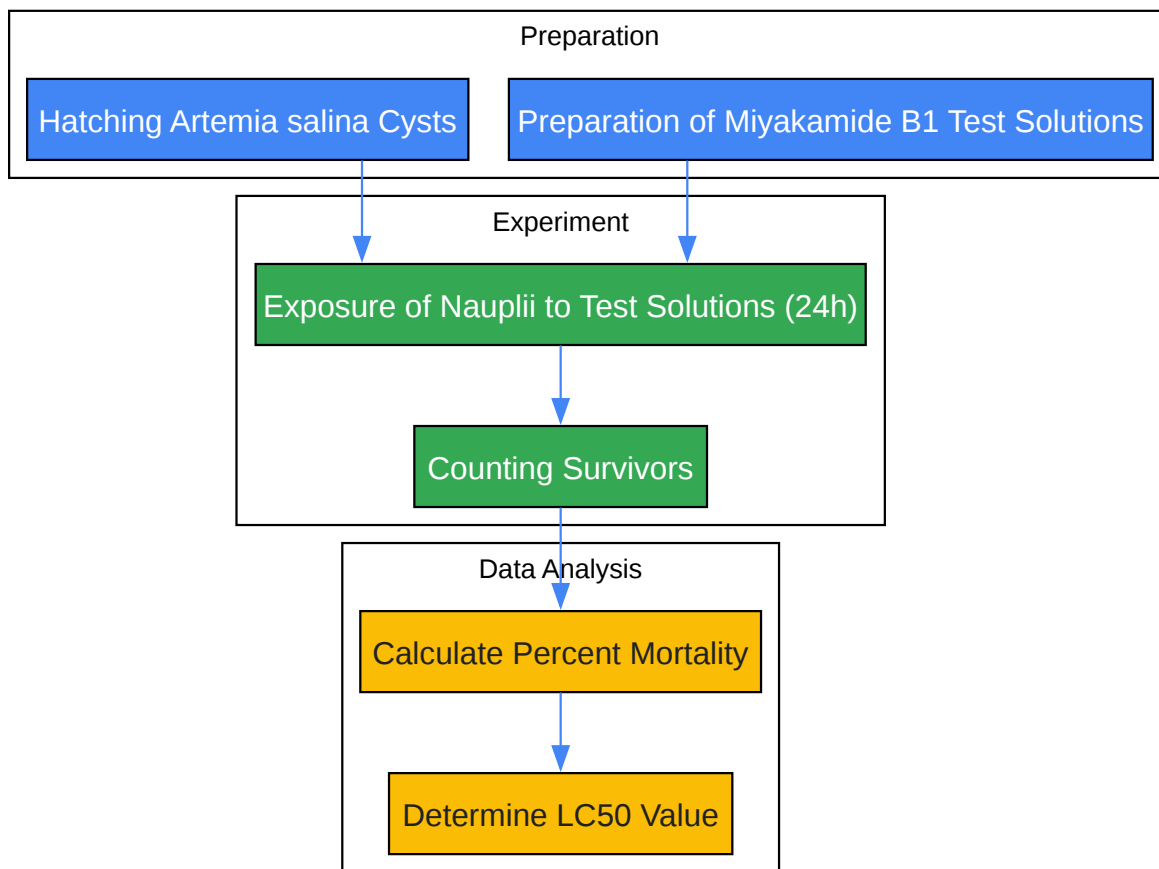 Preparation
Hatching Artemia salina Cysts
Preparation of Miyakamide B1 Test Solutions
Experiment
Exposure of Nauplii to Test Solutions (24h)
Counting Survivors
Data Analysis
Calculate Percent Mortality
Determine LC50 Value